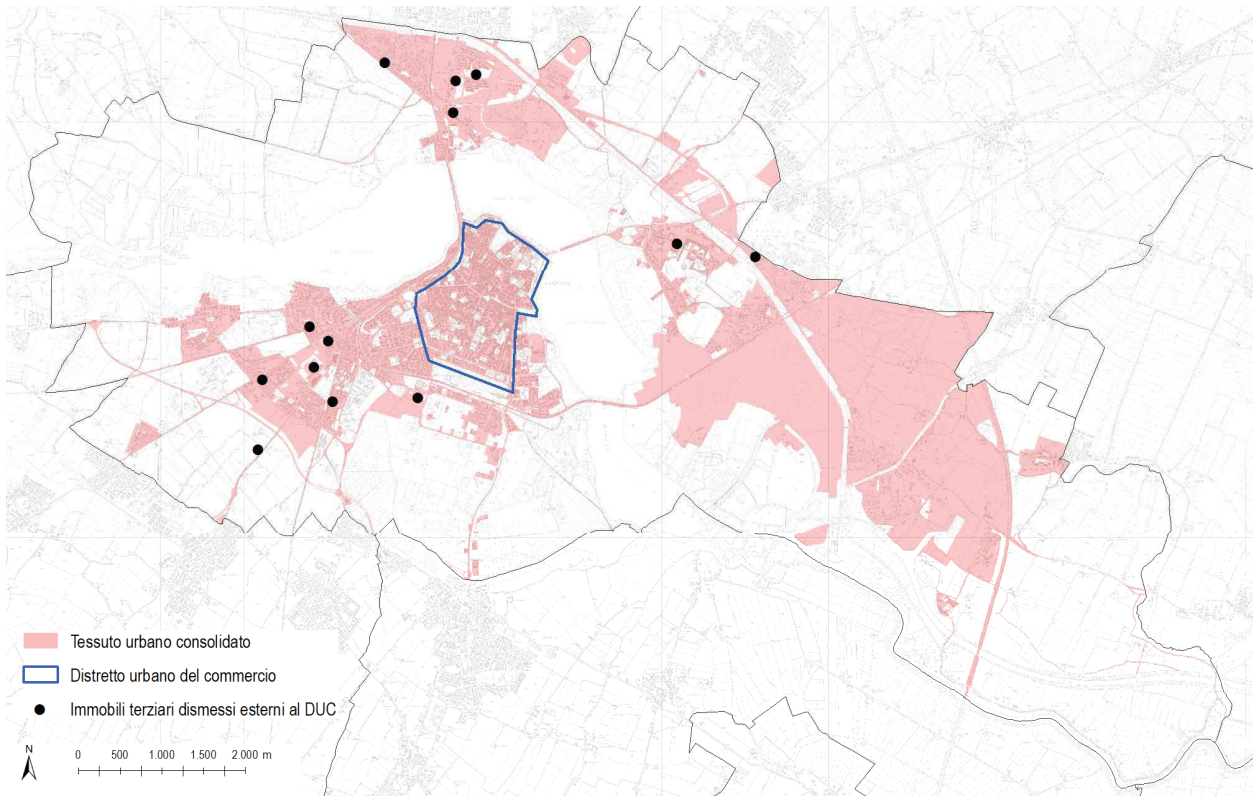 Tessuto urbano consolidato
Distretto urbano del commercio
Immobili terziari dismessi esterni al DUC
N
0 500 1.000 1.500 2.000 m